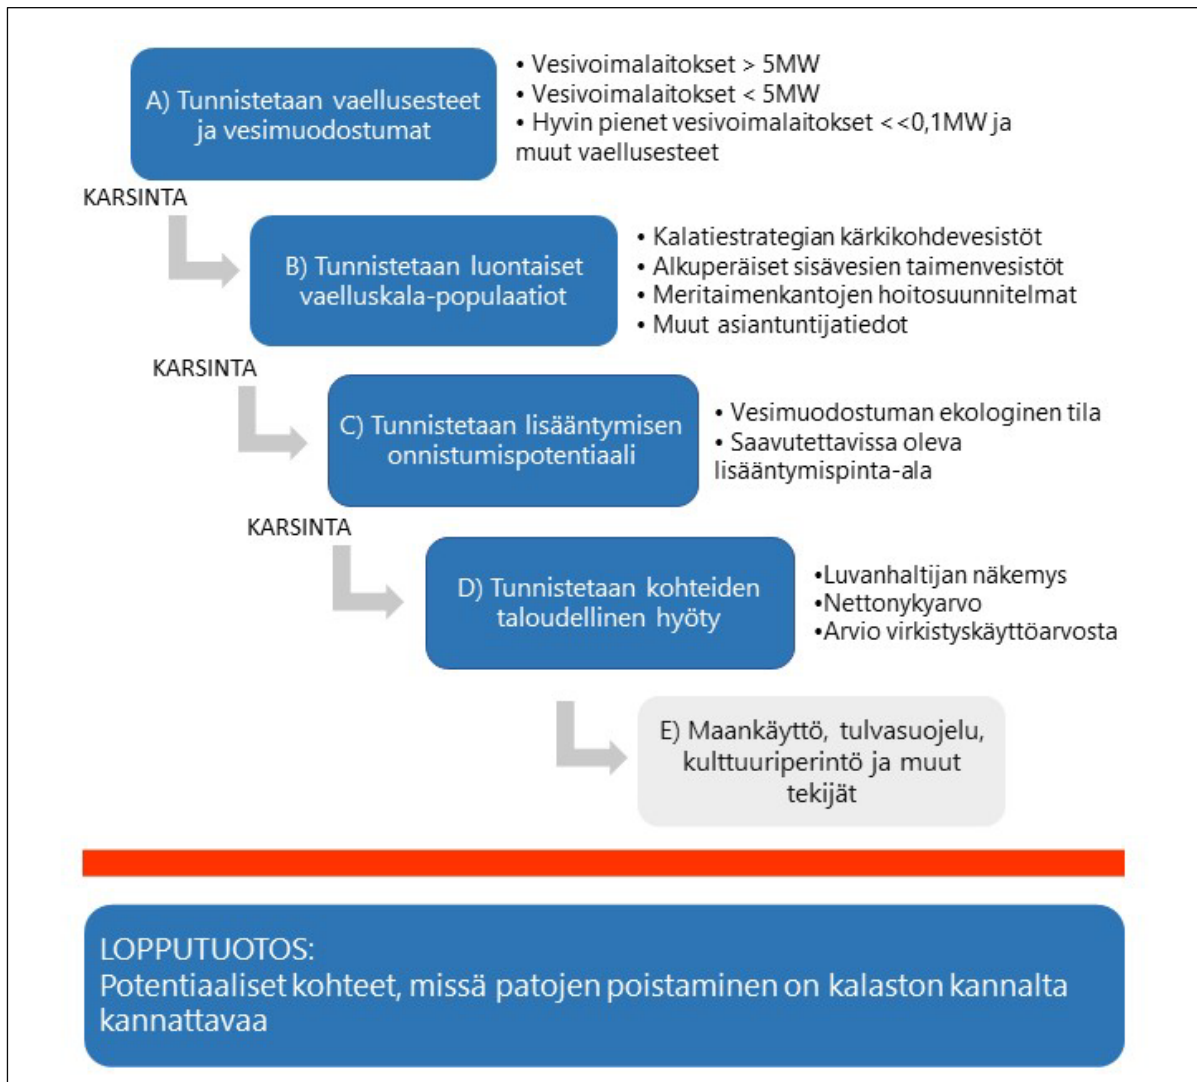 A) Tunnistetaan vaellusesteet
ja vesimuodostumat
• Vesivoimalaitokset > 5MW
• Vesivoimalaitokset < 5MW
• Hyvin pienet vesivoimalaitokset <<0,1MW ja
muut vaellusesteet
KARSINTA
B) Tunnistetaan luontaiset
vaelluskala-populaatiot
• Kalatiestrategian kärkikohdevesistöt
• Alkuperäiset sisävesien taimenvesistöt
• Meritaimenkantojen hoitosuunnitelmat
• Muut asiantuntijatiedot
KARSINTA
C) Tunnistetaan lisääntymisen
onnistumispotentiaali
• Vesimuodostuman ekologinen tila
• Saavutettavissa oleva
lisääntymispinta-ala
KARSINTA
D) Tunnistetaan kohteiden
taloudellinen hyöty
•Luvanhaltijan näkemys
•Nettonykyarvo
•Arvio virkistyskäyttöarvosta
E) Maankäyttö, tulvasuojelu,
kulttuuriperintö ja muut
tekijät
LOPPUTUOTOS:
Potentiaaliset kohteet, missä patojen poistaminen on kalaston kannalta
kannattavaa